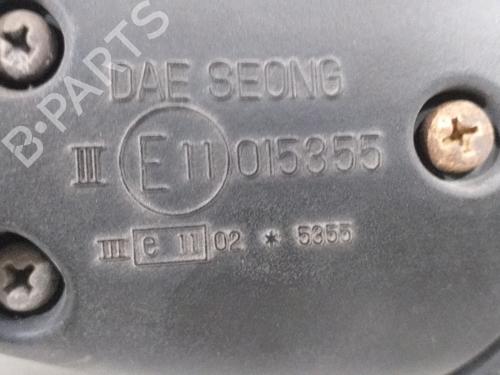 B-PARTS
DAE SEONG
III E 11 015355
III e 11 02 * 5355